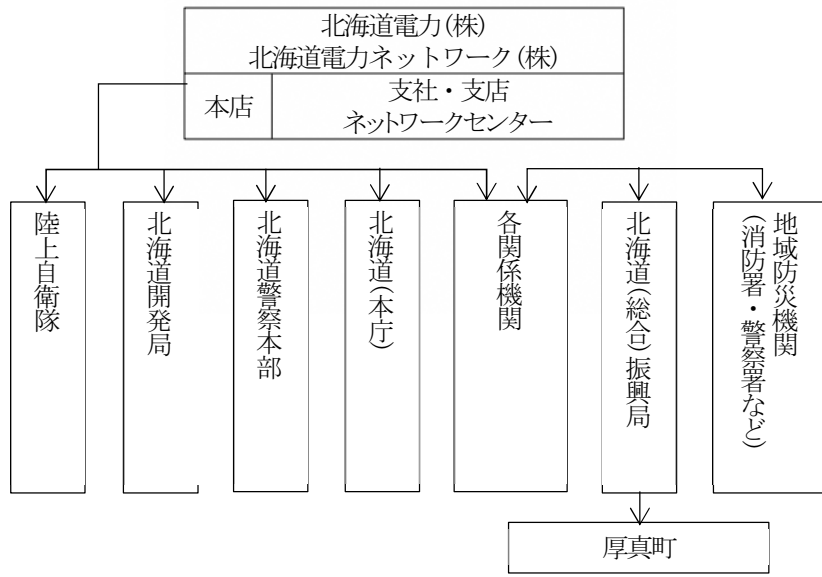 北海道電力(株)
北海道電力ネットワーク(株)
本店
支社・支店
ネットワークセンター
陸上自衛隊
北海道開発局
北海道警察本部
北海道(本庁)
各関係機関
北海道(総合)振興局
地域防災機関
(消防署・警察署など)
厚真町